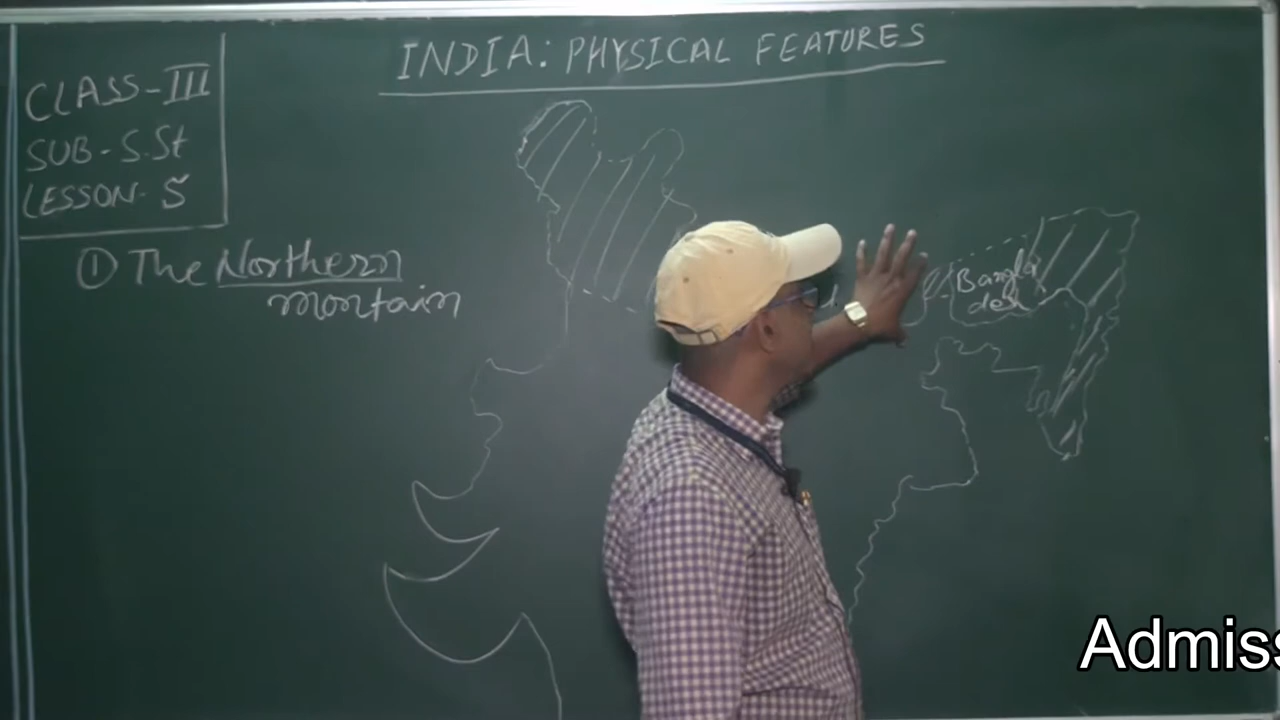 INDIA: PHYSICAL FEATURES
CLASS-III
SUB-S.St
LESSON-5
① The Northern
montain
Bangla
desh
Admiss